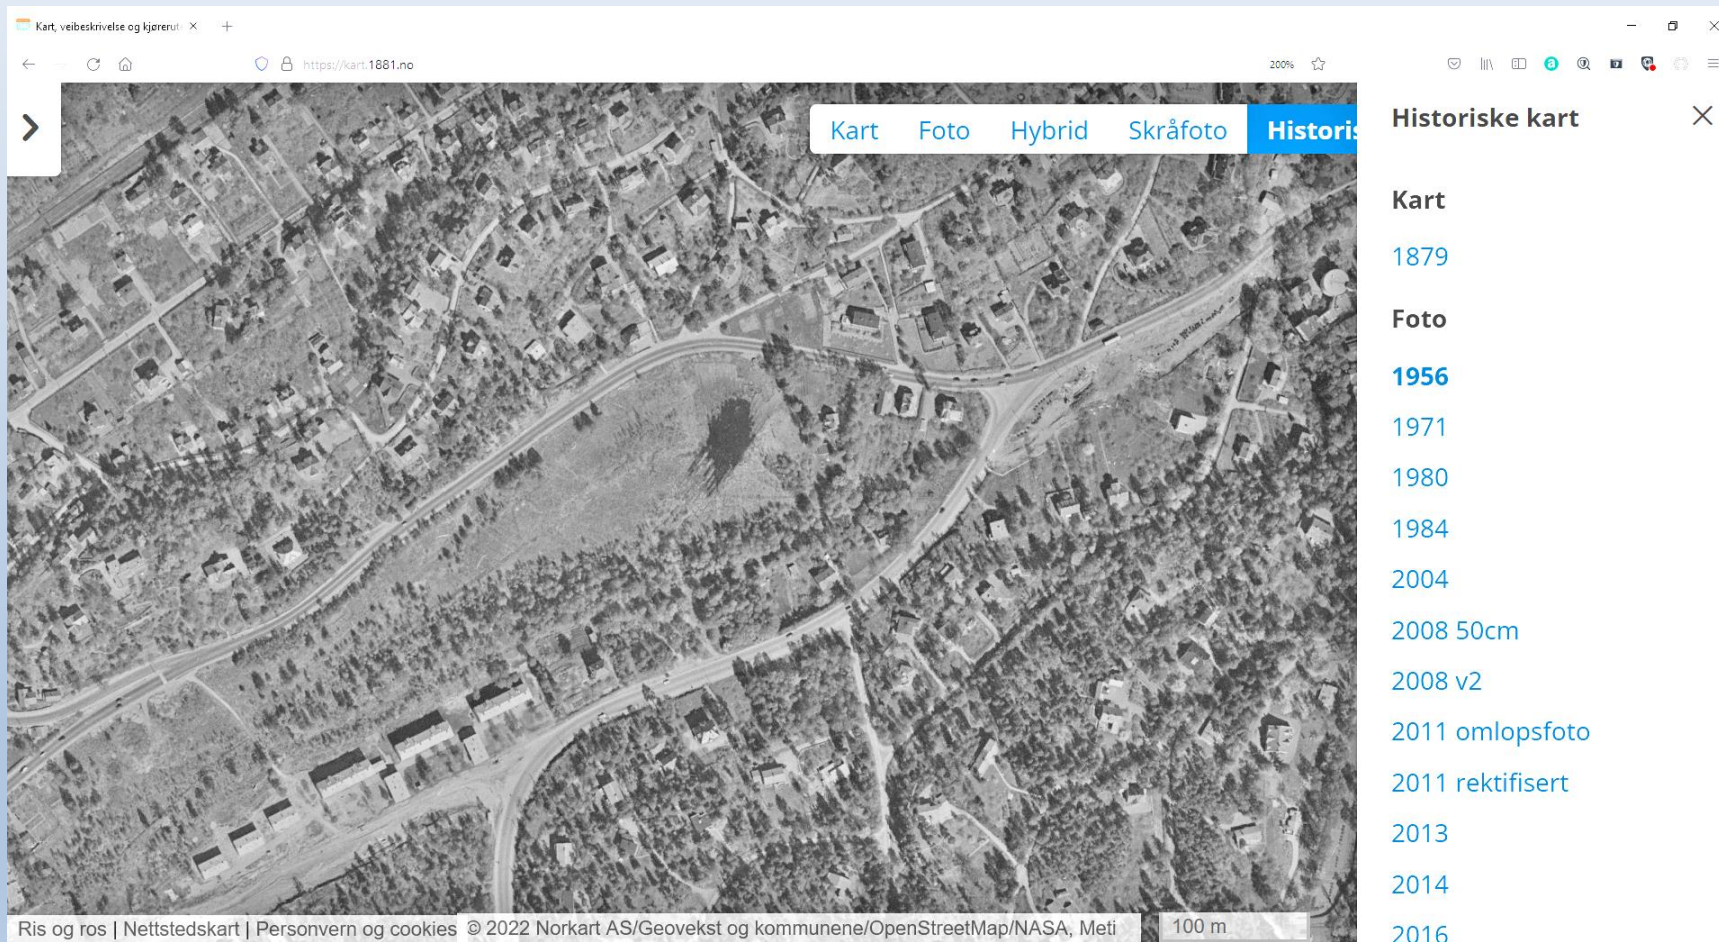 Kart, veibeskrivelse og kjørerut
https://kart.1881.no
200%
Kart
Foto
Hybrid
Skråfoto
Historis
Historiske kart
Kart
1879
Foto
1956
1971
1980
1984
2004
2008 50cm
2008 v2
2011 omlopsfoto
2011 rektifisert
2013
2014
2016
Ris og ros | Nettstedskart | Personvern og cookies © 2022 Norkart AS/Geovekst og kommunene/OpenStreetMap/NASA, Meti
100 m